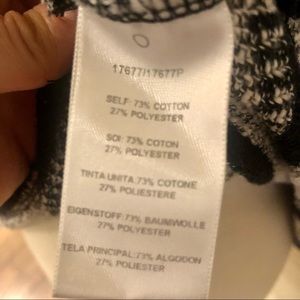 17677/17677P
SELF: 73% COTTON
27% POLYESTER
SOI: 73% COTON
27% POLYESTER
TINTA UNITA: 73% COTONE
27% POLIESTERE
EIGENSTOFF: 73% BAUMWOLLE
27% POLYESTER
TELA PRINCIPAL: 73% ALGODON
27% POLYESTER